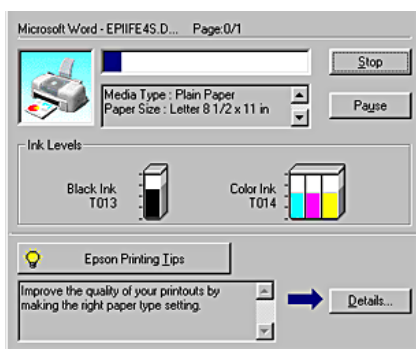 Microsoft Word - EPIIFE4S.D... Page:0/1
Stop
Media Type : Plain Paper
Paper Size : Letter 8 1/2 x 11 in
Pause
Ink Levels
Black Ink
T013
Color Ink
T014
Epson Printing Tips
Improve the quality of your printouts by
making the right paper type setting.
Details...